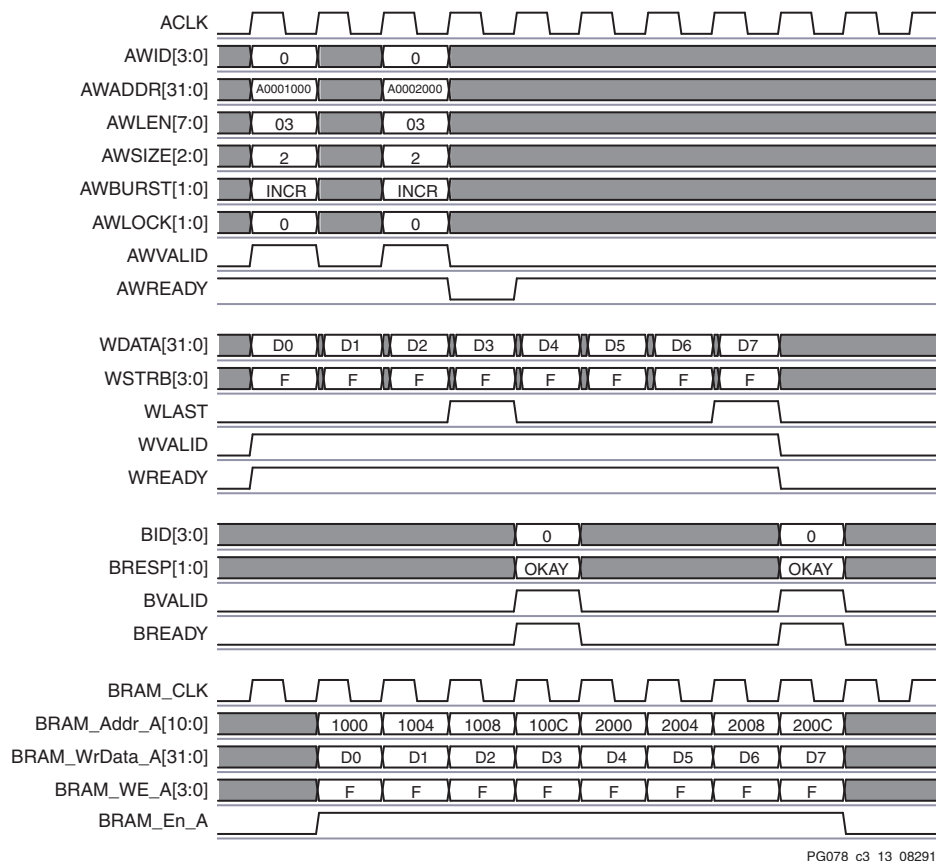 ACLK
AWID[3:0] 0 0
AWADDR[31:0] A0001000 A0002000
AWLEN[7:0] 03 03
AWSIZE[2:0] 2 2
AWBURST[1:0] INCR INCR
AWLOCK[1:0] 0 0
AWVALID
AWREADY
WDATA[31:0] D0 D1 D2 D3 D4 D5 D6 D7
WSTRB[3:0] F F F F F F F F
WLAST
WVALID
WREADY
BID[3:0] 0 0
BRESP[1:0] OKAY OKAY
BVALID
BREADY
BRAM_CLK
BRAM_Addr_A[10:0] 1000 1004 1008 100C 2000 2004 2008 200C
BRAM_WrData_A[31:0] D0 D1 D2 D3 D4 D5 D6 D7
BRAM_WE_A[3:0] F F F F F F F F
BRAM_En_A
PG078_c3_13_08291